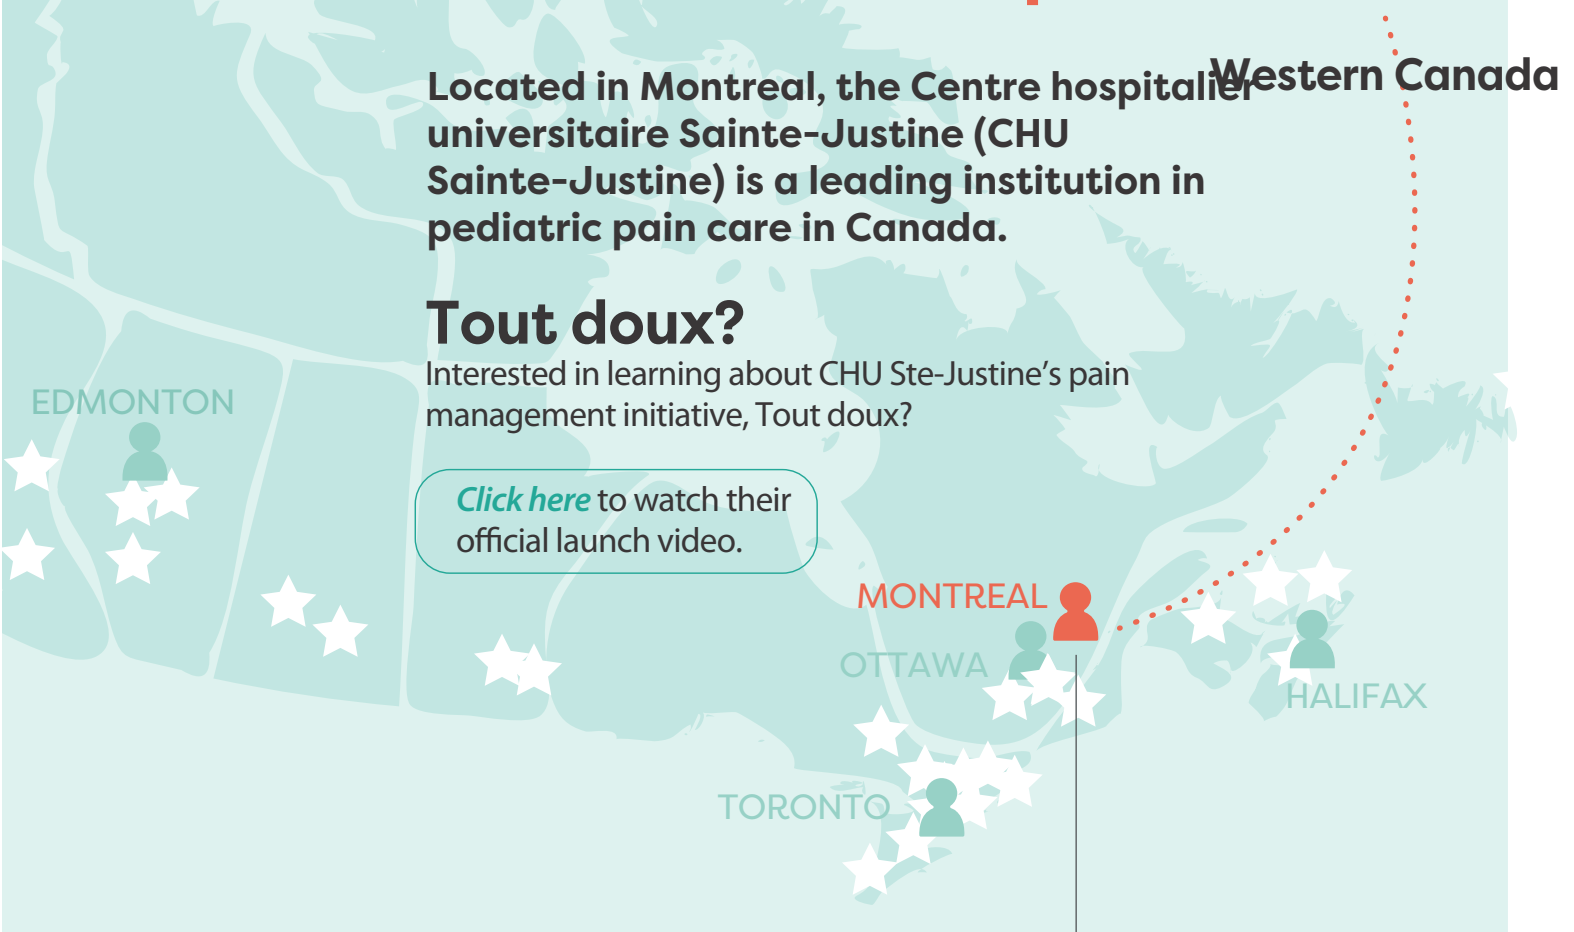 Located in Montreal, the Centre hospitalier
Western Canada
universitaire Sainte-Justine (CHU
Sainte-Justine) is a leading institution in
pediatric pain care in Canada.
Tout doux?
Interested in learning about CHU Ste-Justine’s pain
management initiative, Tout doux?
EDMONTON
Click here to watch their
official launch video.
MONTREAL
OTTAWA
HALIFAX
TORONTO